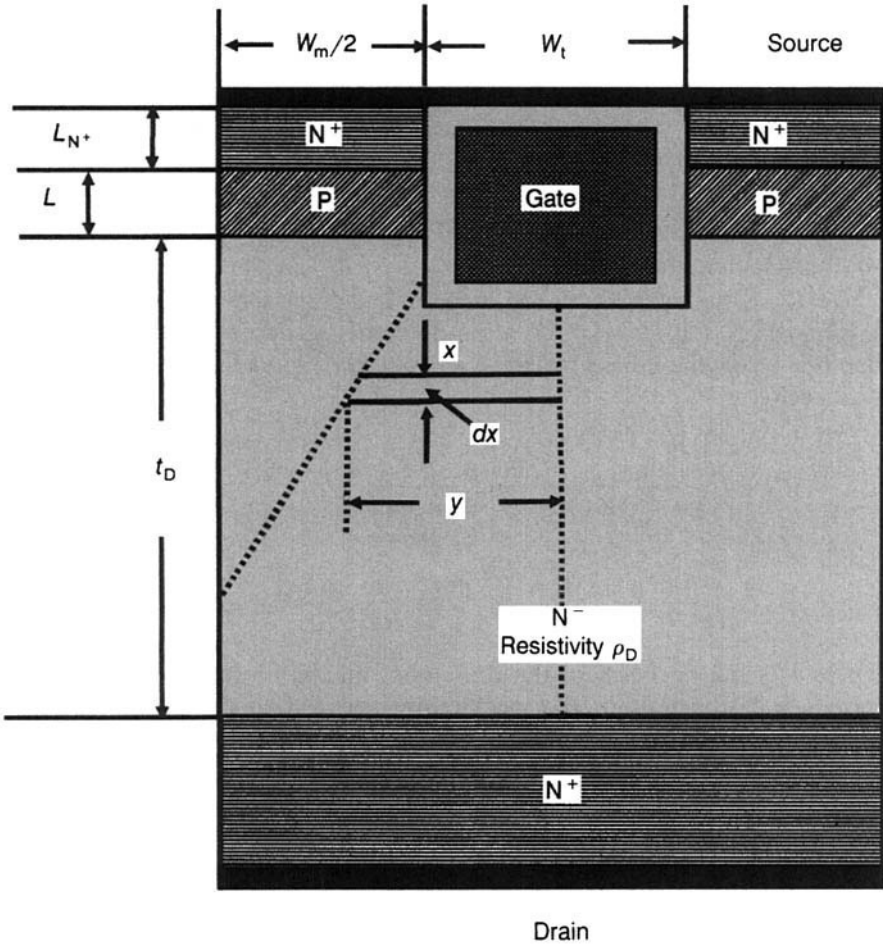 W_m/2
W_t
Source
L_N+
N+
N+
L
P
Gate
P
x
dx
t_D
y
N−
Resistivity ρ_D
N+
Drain